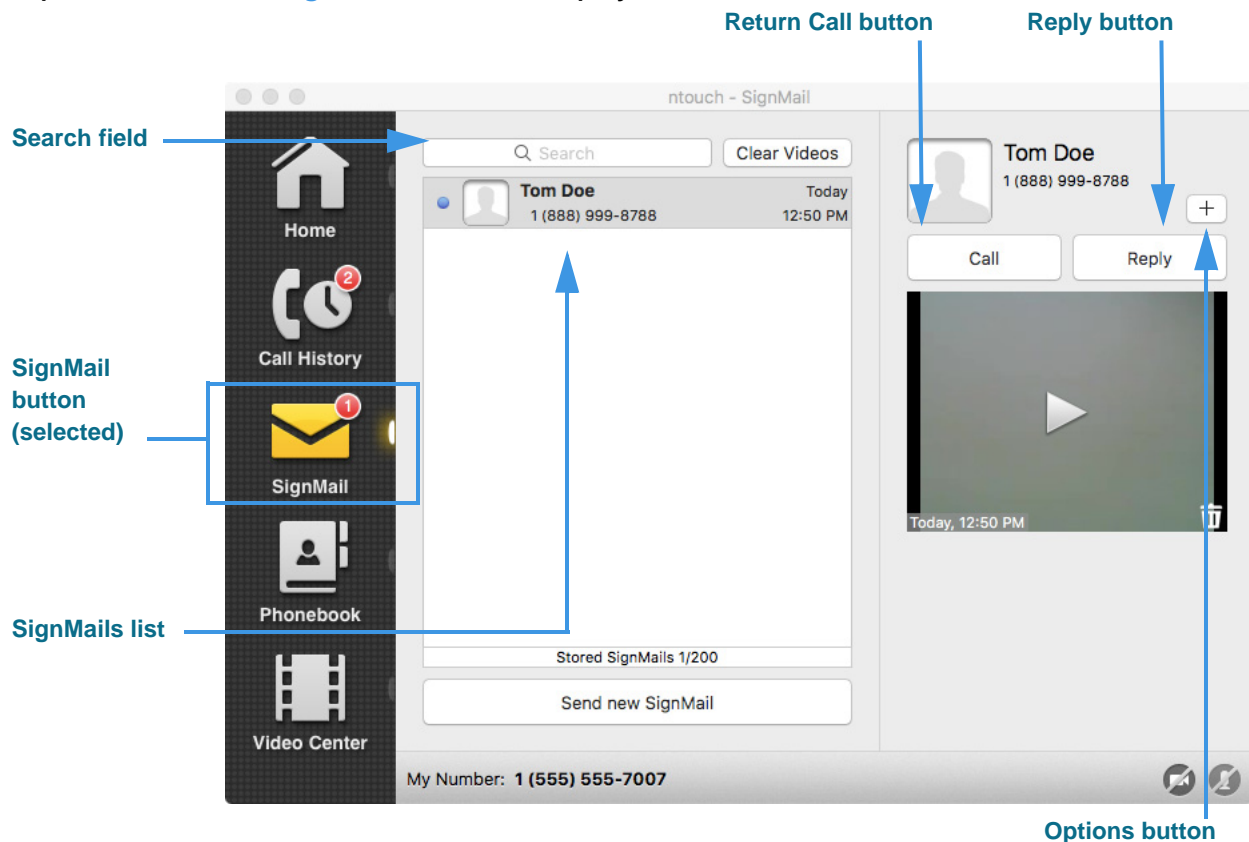 Return Call button
Reply button
ntouch - SignMail
Search field
Search
Clear Videos
Tom Doe
1 (888) 999-8788
Today
12:50 PM
Tom Doe
1 (888) 999-8788
+
Call
Reply
Today, 12:50 PM
Home
2
Call History
SignMail
button
(selected)
1
SignMail
Phonebook
SignMails list
Stored SignMails 1/200
Send new SignMail
Video Center
My Number: 1 (555) 555-7007
Options button